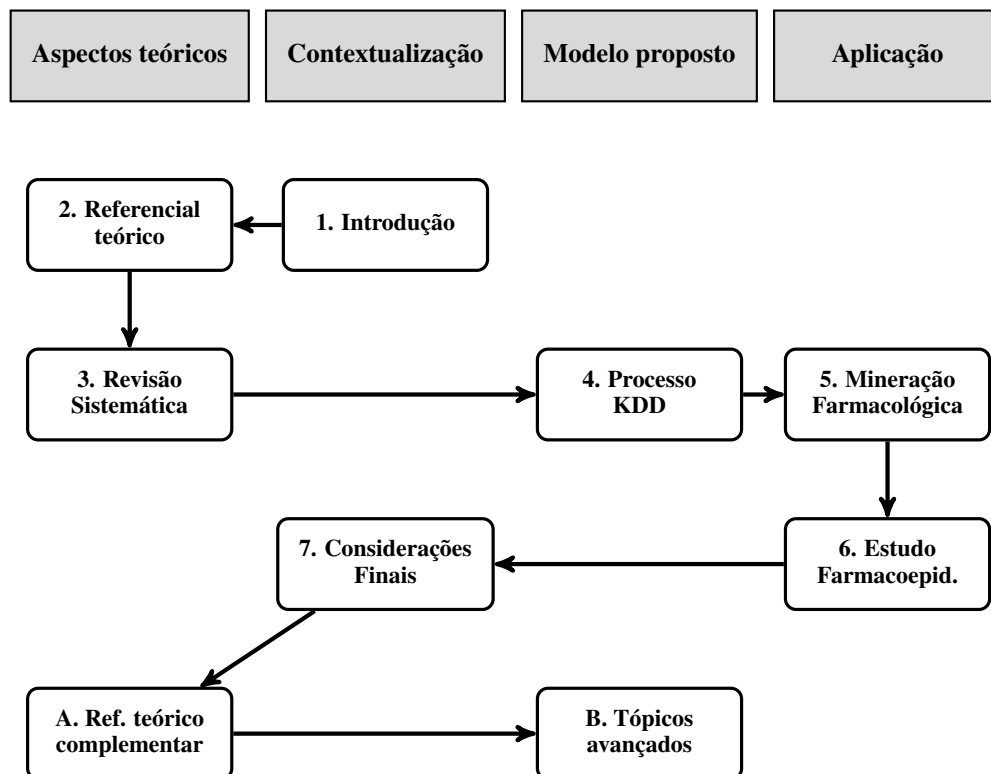 Aspectos teóricos
Contextualização
Modelo proposto
Aplicação
2. Referencial
teórico
1. Introdução
3. Revisão
Sistemática
4. Processo
KDD
5. Mineração
Farmacológica
7. Considerações
Finais
6. Estudo
Farmacoepid.
A. Ref. teórico
complementar
B. Tópicos
avançados